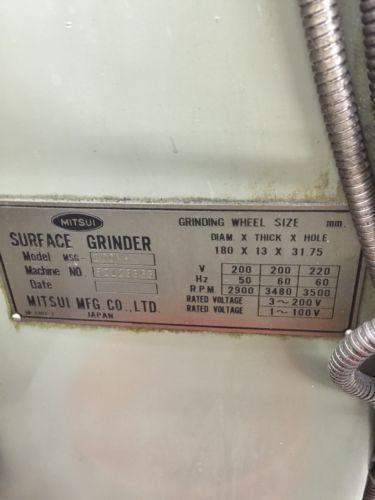 MITSUI
SURFACE GRINDER
Model MSG-
Machine NO.
Date
MITSUI MFG. CO., LTD.
JAPAN
GRINDING WHEEL SIZE mm.
DIAM. X THICK X HOLE.
180 X 13 X 31.75
V 200 200 220
Hz 50 60 60
R.P.M 2900 3480 3500
RATED VOLTAGE 3~200V
RATED VOLTAGE 1~100V